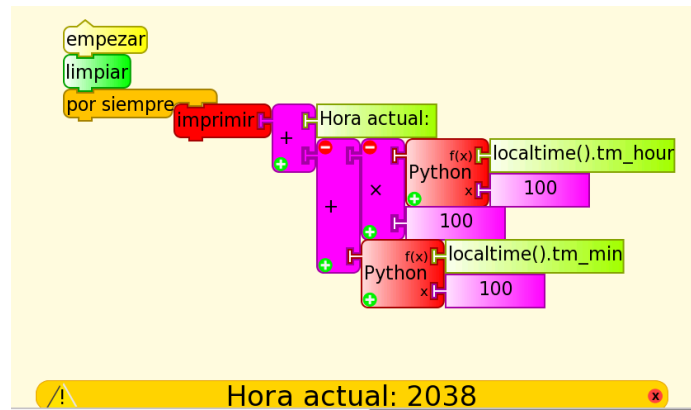 empezar
limpiar
por siempre
imprimir
+
Hora actual:
+
×
Python
f(x)
localtime().tm_hour
x
100
100
Python
f(x)
localtime().tm_min
x
100
Hora actual: 2038